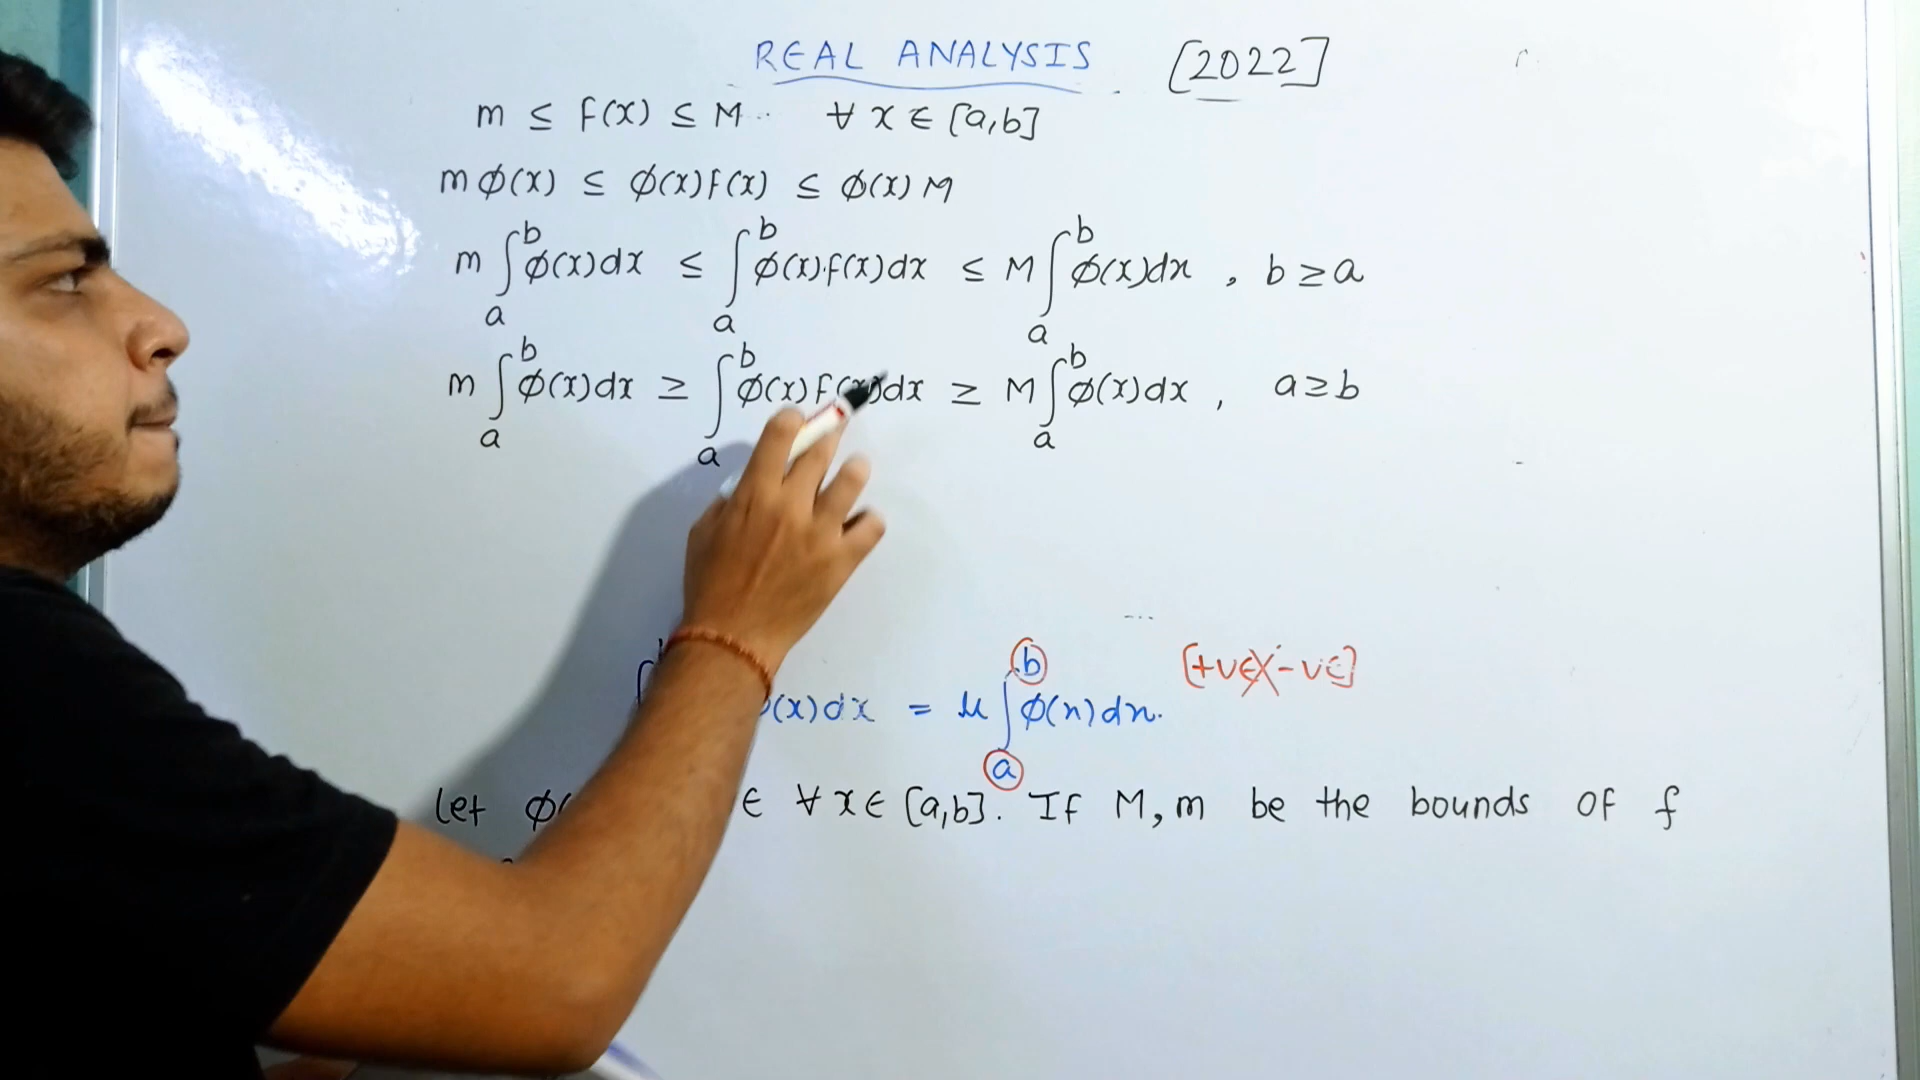 REAL ANALYSIS [2022]
m ≤ f(x) ≤ M ∀ x ∈ [a,b]
m ϕ(x) ≤ ϕ(x)f(x) ≤ ϕ(x) M
m ∫_a^b ϕ(x)dx ≤ ∫_a^b ϕ(x).f(x)dx ≤ M ∫_a^b ϕ(x)dx , b ≥ a
m ∫_a^b ϕ(x)dx ≥ ∫_a^b ϕ(x) f(x)dx ≥ M ∫_a^b ϕ(x)dx , a ≥ b
[+ve X -ve]
(x)dx = μ ∫_a^b ϕ(x)dx.
Let ϕ( ∈ ∀ x ∈ [a,b]. If M, m be the bounds of f